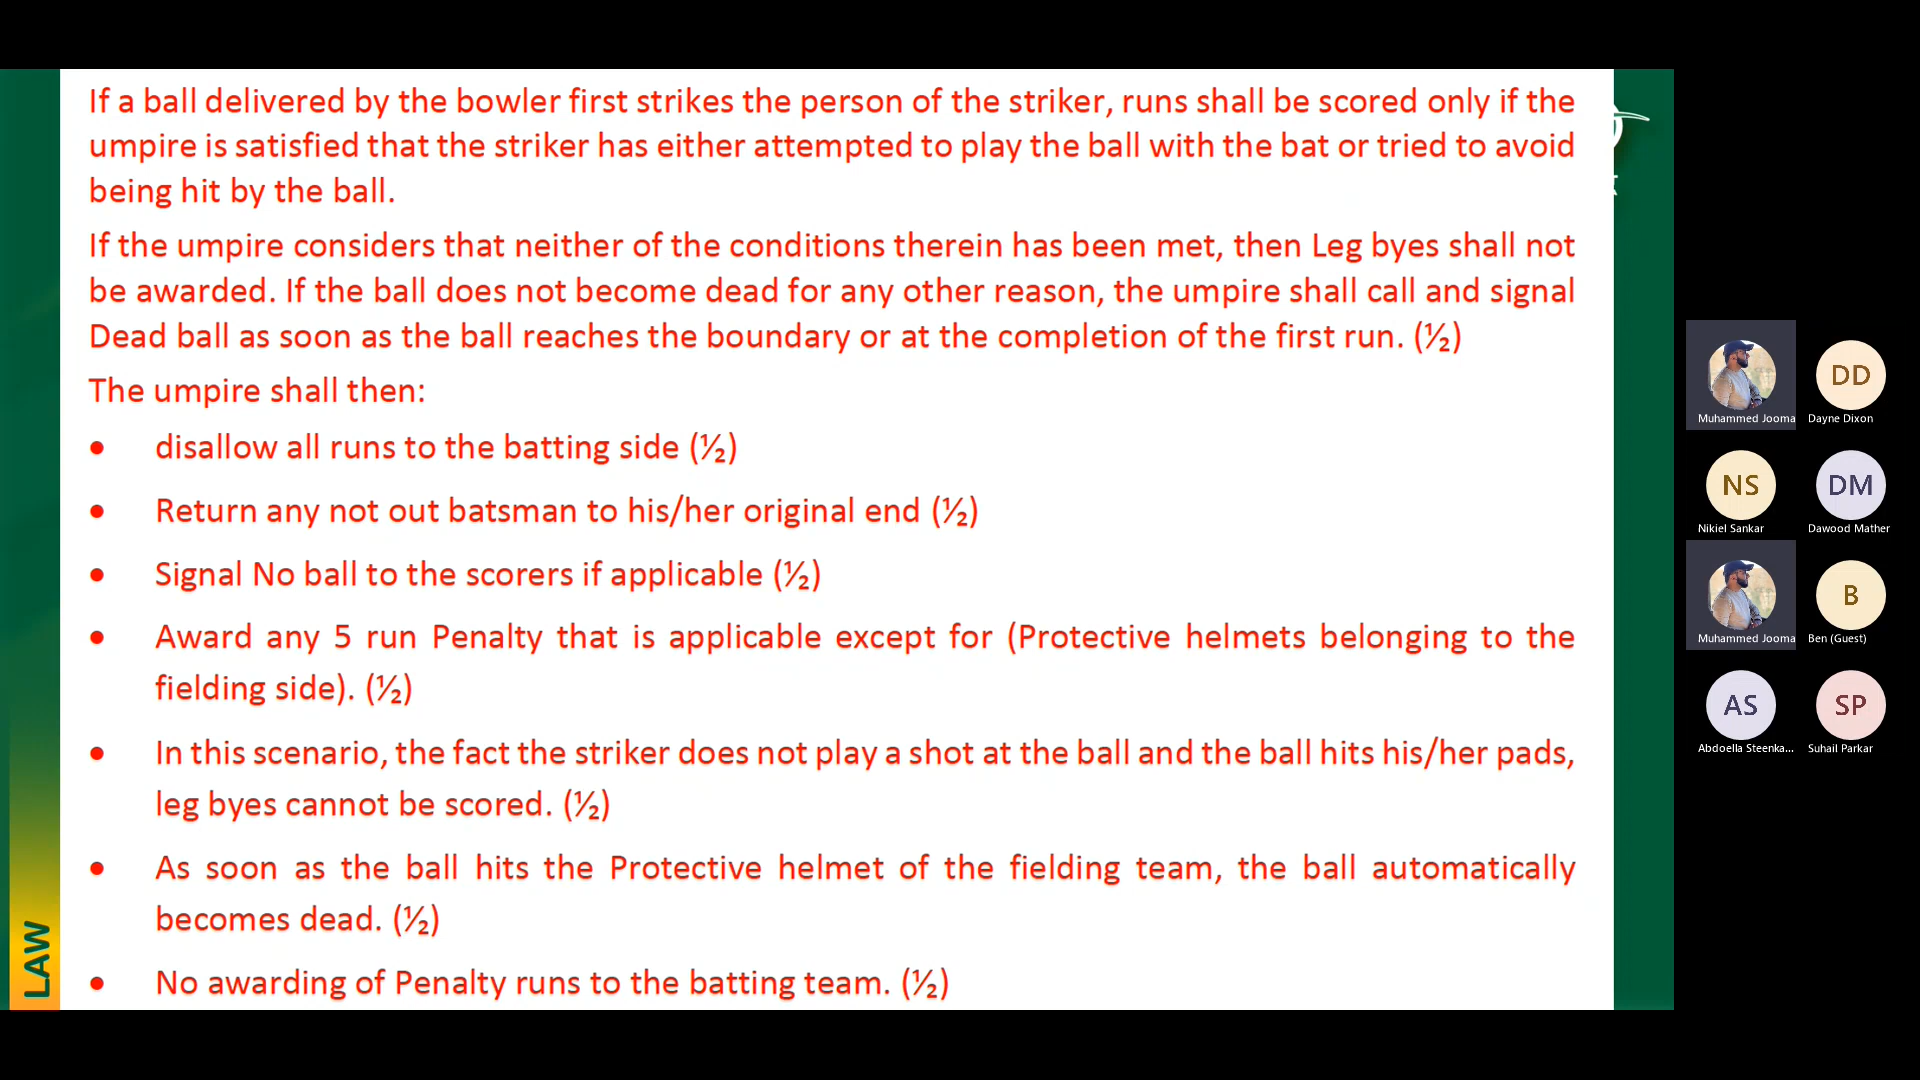 If a ball delivered by the bowler first strikes the person of the striker, runs shall be scored only if the
umpire is satisfied that the striker has either attempted to play the ball with the bat or tried to avoid
being hit by the ball.
If the umpire considers that neither of the conditions therein has been met, then Leg byes shall not
be awarded. If the ball does not become dead for any other reason, the umpire shall call and signal
Dead ball as soon as the ball reaches the boundary or at the completion of the first run. (½)
The umpire shall then:
• disallow all runs to the batting side (½)
• Return any not out batsman to his/her original end (½)
• Signal No ball to the scorers if applicable (½)
• Award any 5 run Penalty that is applicable except for (Protective helmets belonging to the
fielding side). (½)
• In this scenario, the fact the striker does not play a shot at the ball and the ball hits his/her pads,
leg byes cannot be scored. (½)
• As soon as the ball hits the Protective helmet of the fielding team, the ball automatically
becomes dead. (½)
• No awarding of Penalty runs to the batting team. (½)
LAW
Muhammed Jooma
DD
Dayne Dixon
NS
Nikiel Sankar
DM
Dawood Mather
Muhammed Jooma
B
Ben (Guest)
AS
Abdoella Steenka...
SP
Suhail Parkar